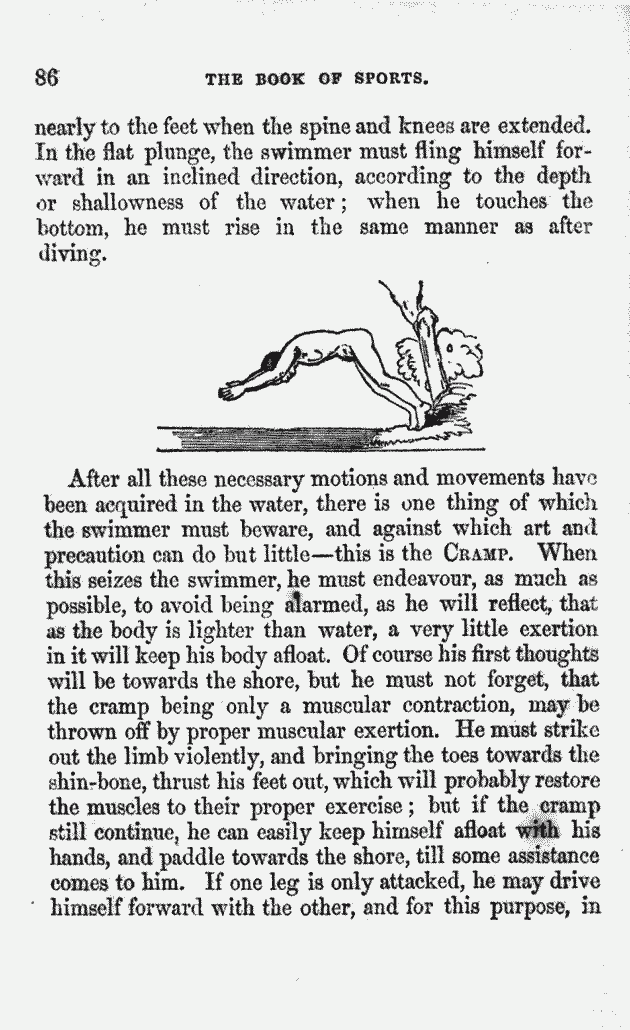 86 THE BOOK OF SPORTS.
nearly to the feet when the spine and knees are extended.
In the flat plunge, the swimmer must fling himself for-
ward in an inclined direction, according to the depth
or shallowness of the water; when he touches the
bottom, he must rise in the same manner as after
diving.
After all these necessary motions and movements have
been acquired in the water, there is one thing of which
the swimmer must beware, and against which art and
precaution can do but little—this is the CRAMP. When
this seizes the swimmer, he must endeavour, as much as
possible, to avoid being alarmed, as he will reflect, that
as the body is lighter than water, a very little exertion
in it will keep his body afloat. Of course his first thoughts
will be towards the shore, but he must not forget, that
the cramp being only a muscular contraction, may be
thrown off by proper muscular exertion. He must strike
out the limb violently, and bringing the toes towards the
shin-bone, thrust his feet out, which will probably restore
the muscles to their proper exercise; but if the cramp
still continue, he can easily keep himself afloat with his
hands, and paddle towards the shore, till some assistance
comes to him. If one leg is only attacked, he may drive
himself forward with the other, and for this purpose, in